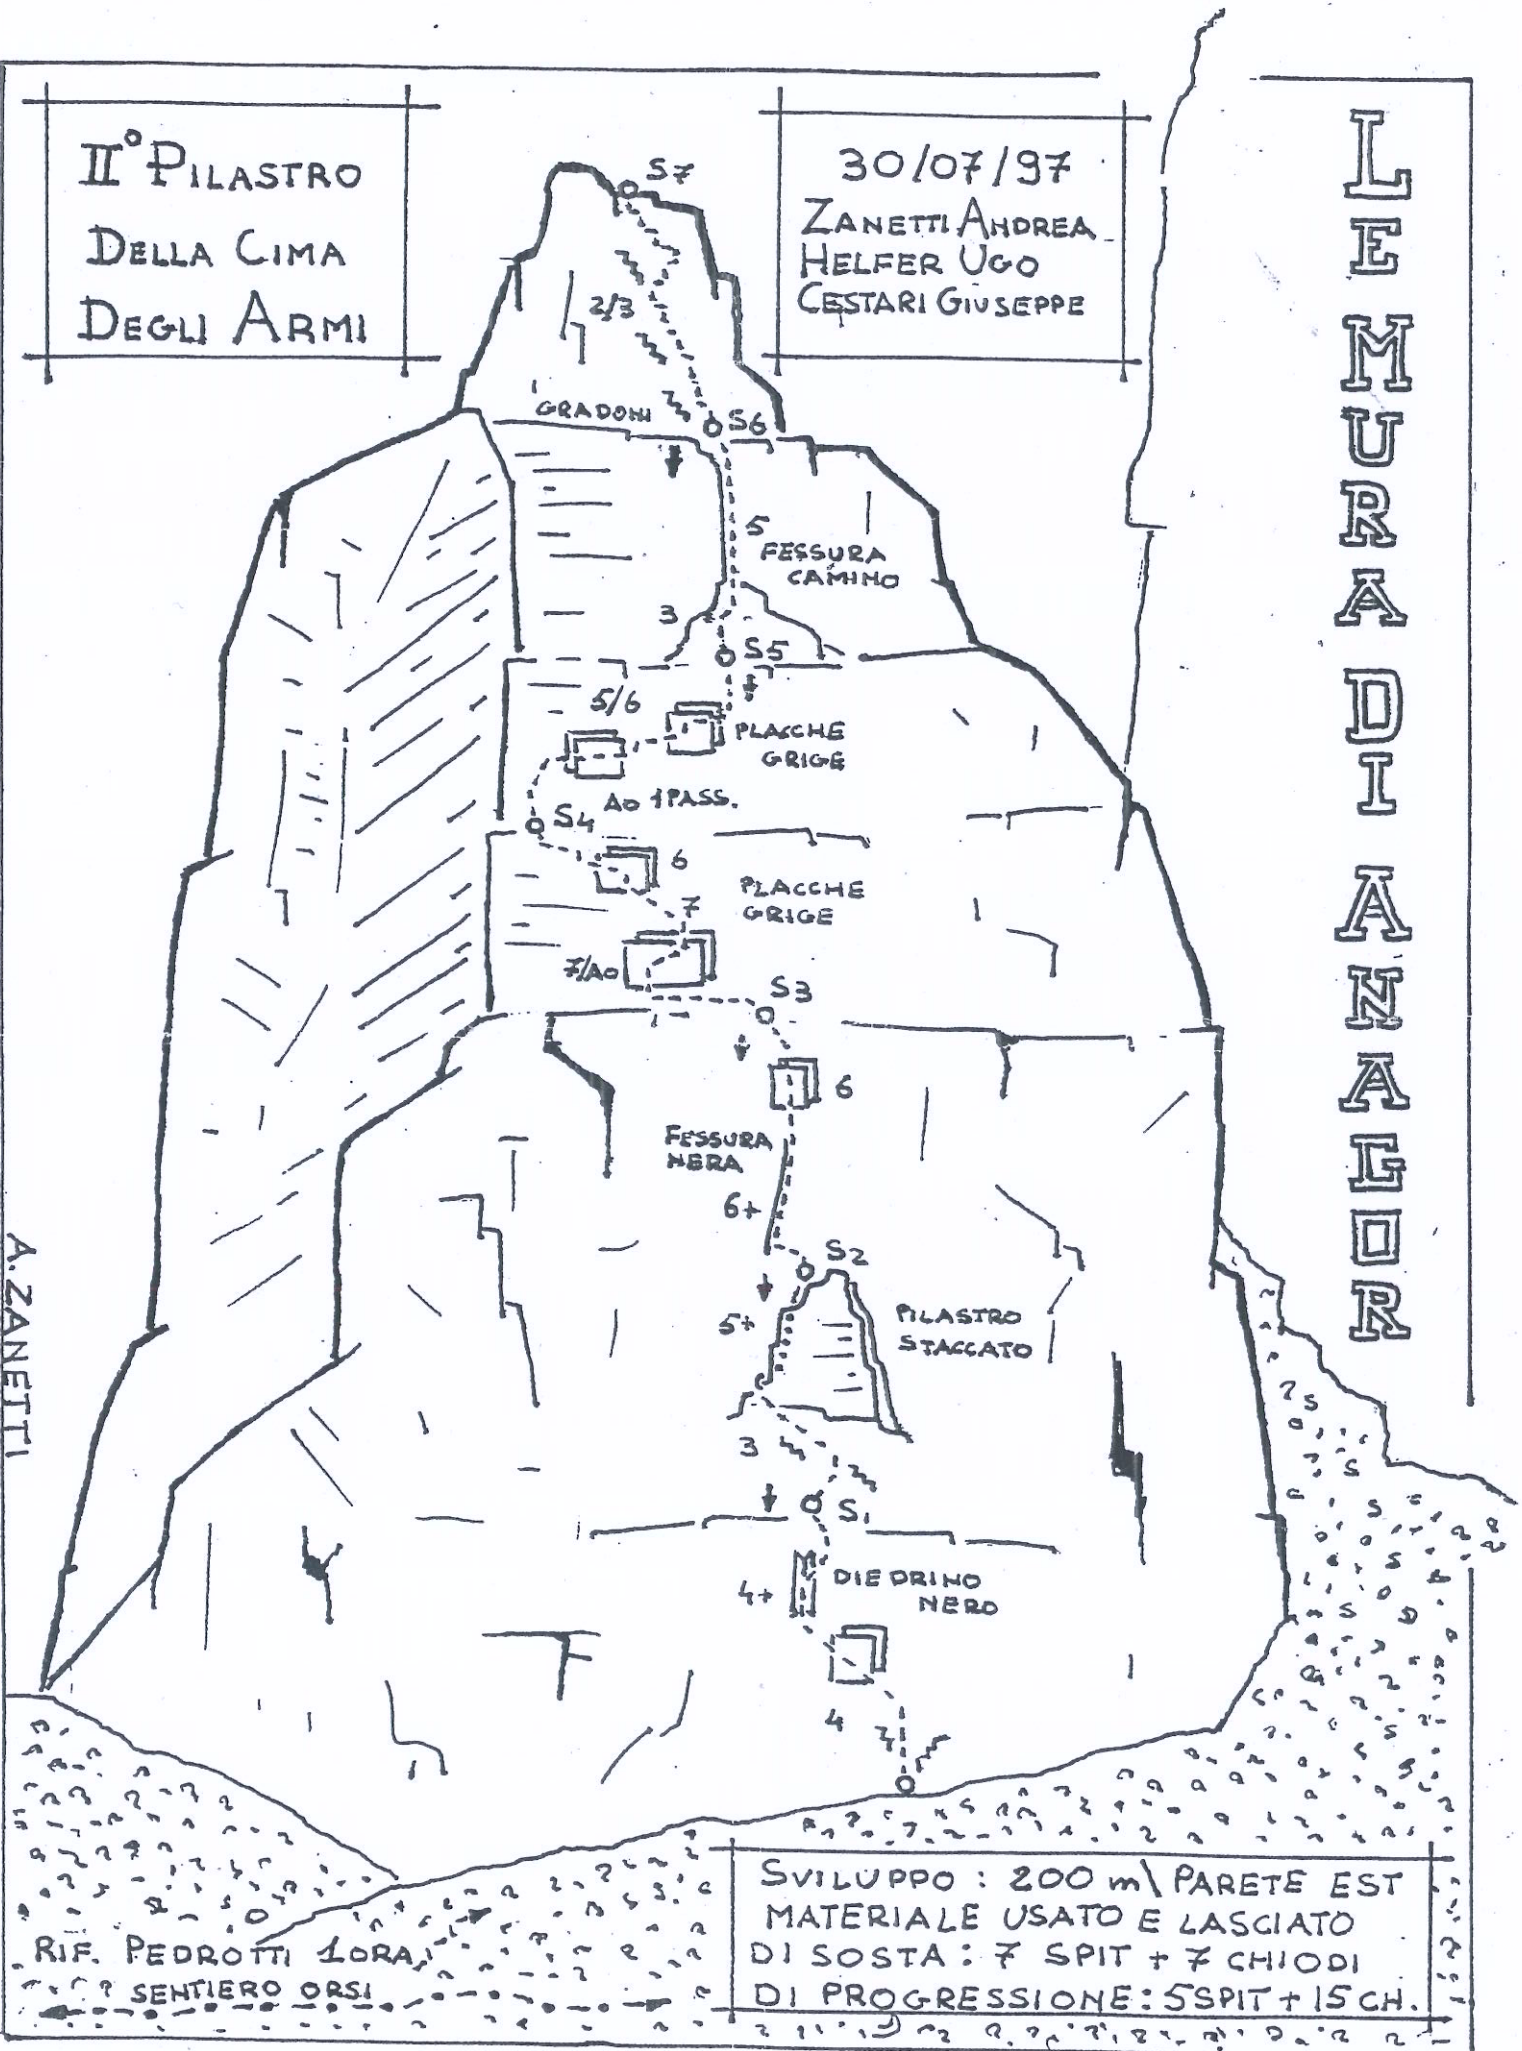 II° PILASTRO
DELLA CIMA
DEGLI ARMI
30/07/97
ZANETTI ANDREA
HELFER UGO
CESTARI GIUSEPPE
LE MURA DI ANAGOR
S7
2/3
GRADONI
S6
5
FESSURA
CAMINO
3
S5
5/6
PLACCHE
GRIGE
A0 1PASS.
S4
6
PLACCHE
GRIGE
7
7/A0
S3
6
FESSURA
NERA
6+
S2
5+
PILASTRO
STACCATO
3
S1
4+
DIEDRINO
NERO
4
A. ZANETTI
SVILUPPO : 200 m\ PARETE EST
MATERIALE USATO E LASCIATO
DI SOSTA : 7 SPIT + 7 CHIODI
DI PROGRESSIONE : 5 SPIT + 15 CH.
RIF. PEDROTTI 1ORA
SENTIERO ORSI